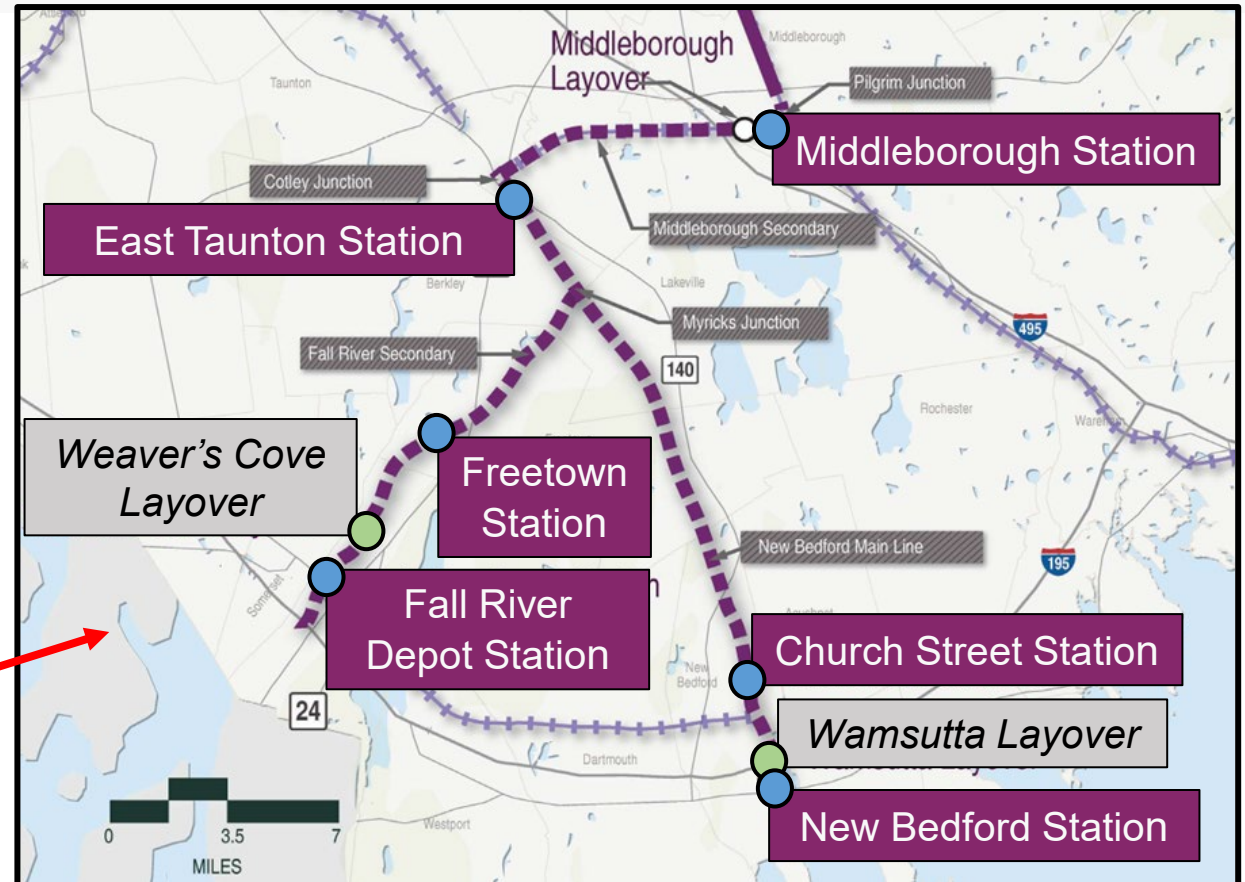 Middleborough
Layover
Middleborough
Taunton
Pilgrim Junction
Middleborough Station
Cotley Junction
East Taunton Station
Middleborough Secondary
Berkley
Lakeville
Myricks Junction
495
Fall River Secondary
140
Rochester
Wareham
Weaver's Cove
Layover
Freetown
Station
New Bedford Main Line
195
Somerset
Fall River
Depot Station
Church Street Station
New
Bedford
24
Wamsutta Layover
Dartmouth
New Bedford Station
Westport
0 3.5 7
MILES